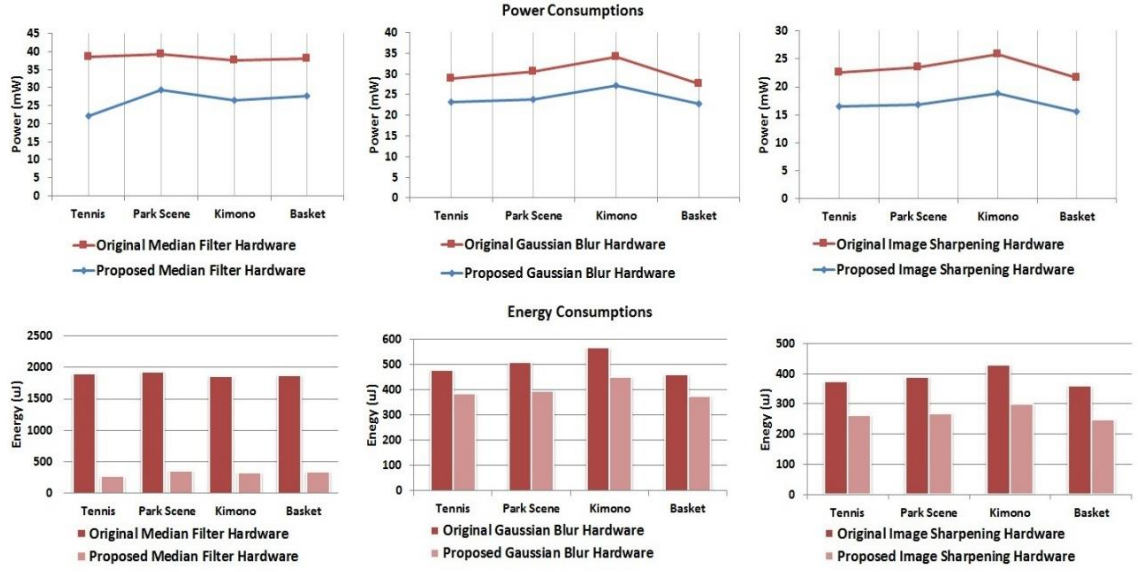 Power Consumptions
45
40
35
30
25
20
15
10
5
0
Power (mW)
Tennis Park Scene Kimono Basket
Original Median Filter Hardware
Proposed Median Filter Hardware
40
35
30
25
20
15
10
5
0
Power (mW)
Tennis Park Scene Kimono Basket
Original Gaussian Blur Hardware
Proposed Gaussian Blur Hardware
30
25
20
15
10
5
0
Power (mW)
Tennis Park Scene Kimono Basket
Original Image Sharpening Hardware
Proposed Image Sharpening Hardware
Energy Consumptions
2500
2000
1500
1000
500
0
Energy (uJ)
Tennis Park Scene Kimono Basket
Original Median Filter Hardware
Proposed Median Filter Hardware
600
500
400
300
200
100
0
Enegy (uJ)
Tennis Park Scene Kimono Basket
Original Gaussian Blur Hardware
Proposed Gaussian Blur Hardware
500
400
300
200
100
0
Enegy (uJ)
Tennis Park Scene Kimono Basket
Original Image Sharpening Hardware
Proposed Image Sharpening Hardware